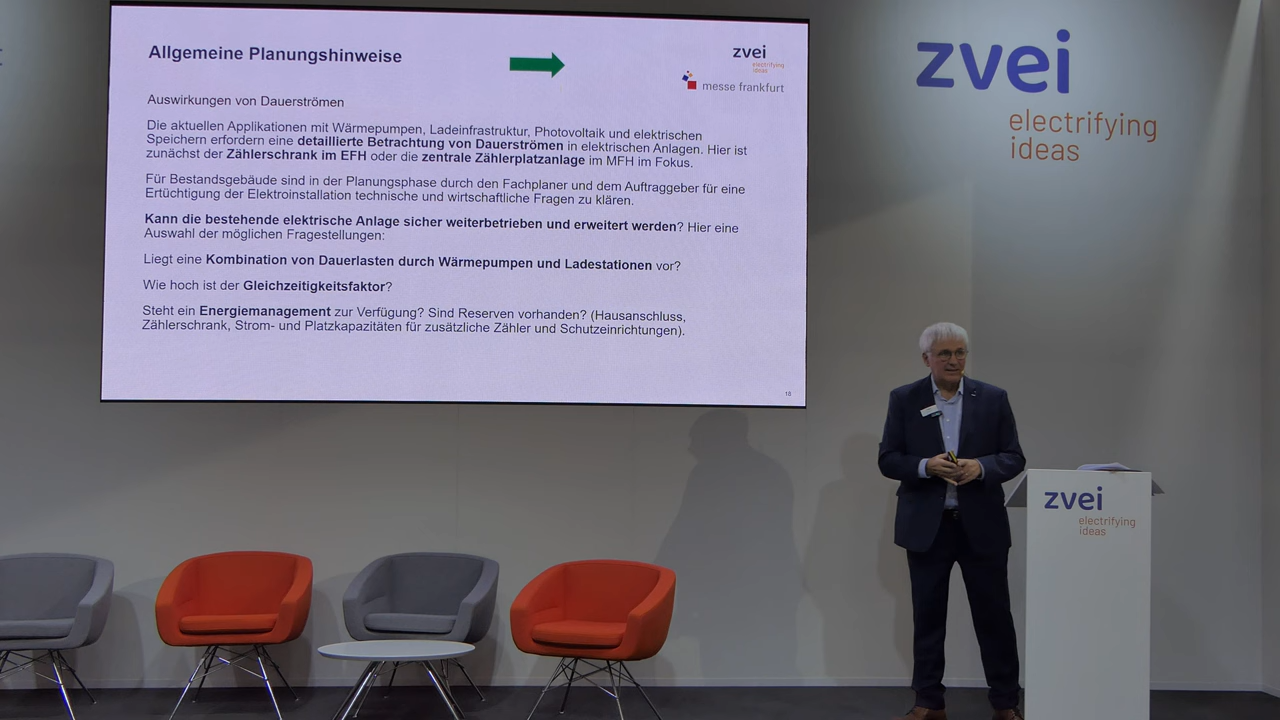 Allgemeine Planungshinweise
zvei
electrifying
ideas
messe frankfurt
Auswirkungen von Dauerströmen
Die aktuellen Applikationen mit Wärmepumpen, Ladeinfrastruktur, Photovoltaik und elektrischen
Speichern erfordern eine detaillierte Betrachtung von Dauerströmen in elektrischen Anlagen. Hier ist
zunächst der Zählerschrank im EFH oder die zentrale Zählerplatzanlage im MFH im Fokus.
Für Bestandsgebäude sind in der Planungsphase durch den Fachplaner und dem Auftraggeber für eine
Ertüchtigung der Elektroinstallation technische und wirtschaftliche Fragen zu klären.
Kann die bestehende elektrische Anlage sicher weiterbetrieben und erweitert werden? Hier eine
Auswahl der möglichen Fragestellungen:
Liegt eine Kombination von Dauerlasten durch Wärmepumpen und Ladestationen vor?
Wie hoch ist der Gleichzeitigkeitsfaktor?
Steht ein Energiemanagement zur Verfügung? Sind Reserven vorhanden? (Hausanschluss,
Zählerschrank, Strom- und Platzkapazitäten für zusätzliche Zähler und Schutzeinrichtungen).
18
zvei
electrifying
ideas
zvei
electrifying
ideas